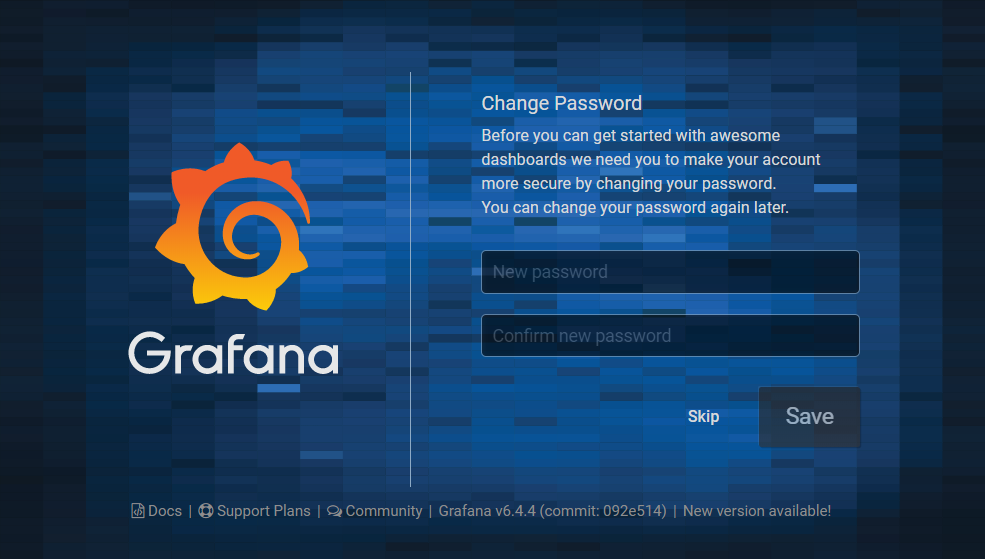 Grafana
Change Password
Before you can get started with awesome
dashboards we need you to make your account
more secure by changing your password.
You can change your password again later.
New password
Confirm new password
Skip
Save
Docs | Support Plans | Community | Grafana v6.4.4 (commit: 092e514) | New version available!